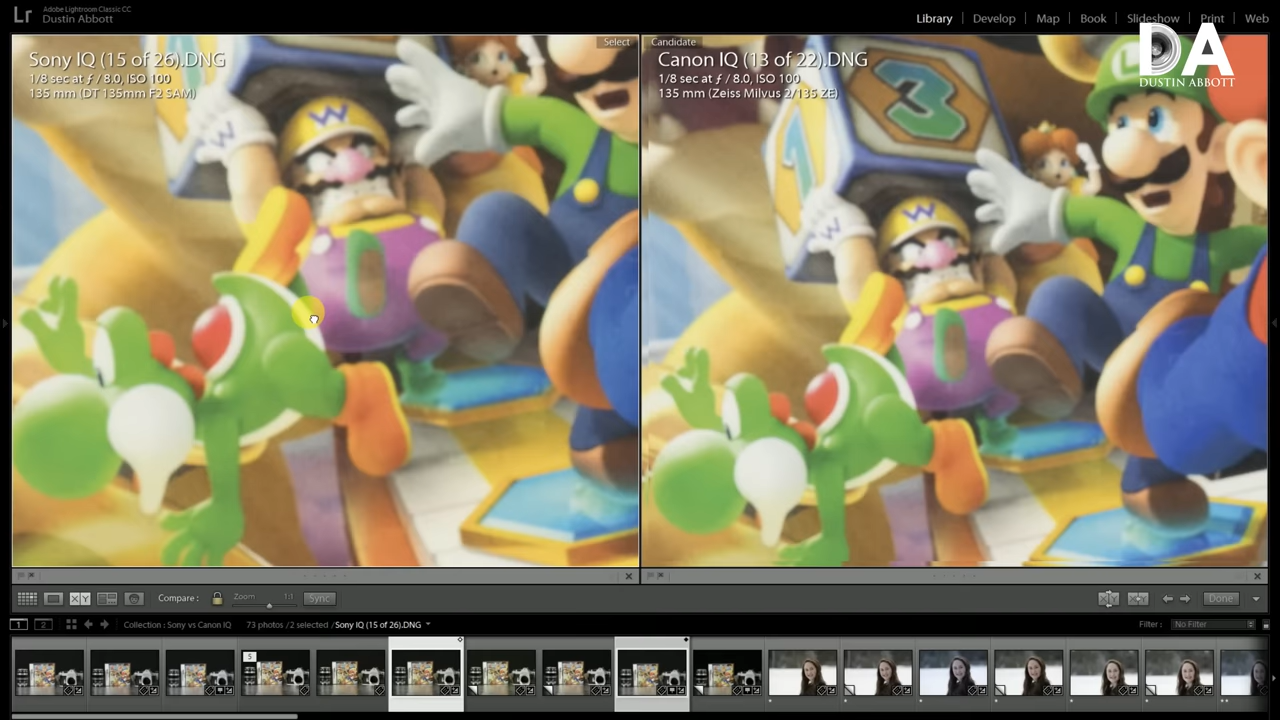 Lr
Adobe Lightroom Classic CC
Dustin Abbott
Library | Develop | Map | Book | Slideshow | Print | Web
DA
DUSTIN ABBOTT
Select
Candidate
Sony IQ (15 of 26).DNG
1/8 sec at ƒ / 8.0, ISO 100
135 mm (DT 135mm F2 SAM)
Canon IQ (13 of 22).DNG
1/8 sec at ƒ / 8.0, ISO 100
135 mm (Zeiss Milvus 2/135 ZE)
W
W
3
1
L
W
W
XY
Compare :
Zoom
1:1
Sync
Done
1
2
Collection : Sony vs Canon IQ
73 photos /2 selected /Sony IQ (15 of 26).DNG
Filter :
No Filter
5